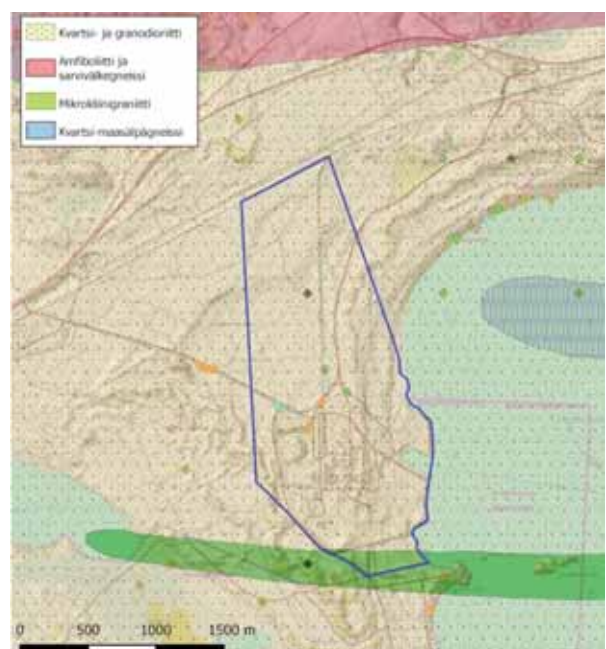 Kvartsi- ja granodioriitti
Amfiboliitti ja
sarvivälkegneissi
Mikrokliinigraniitti
Kvartsi-maasälpägneissi
0 500 1000 1500 m